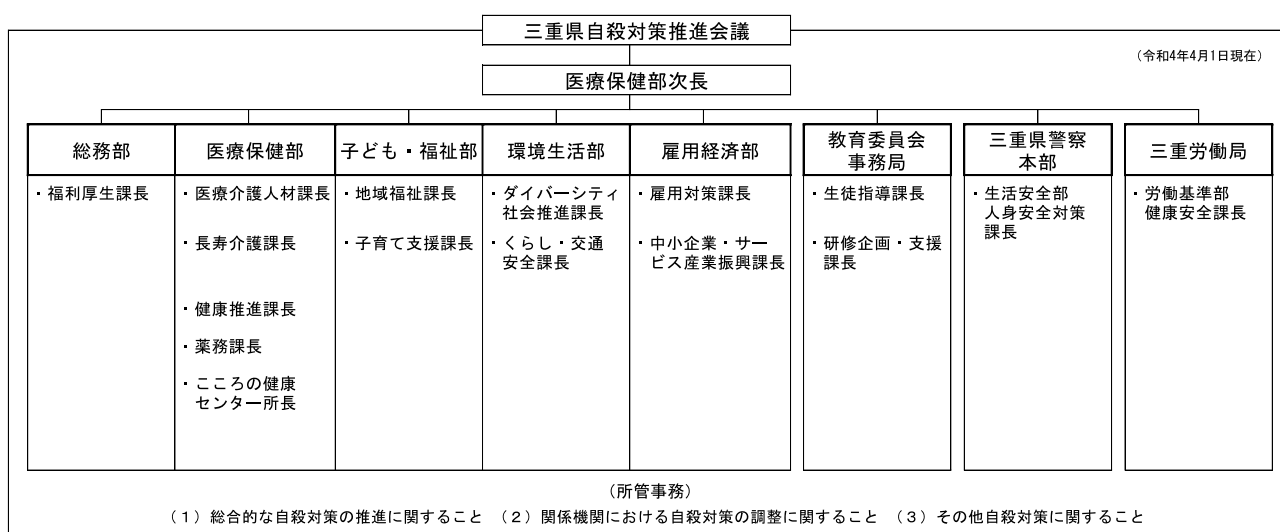 三重県自殺対策推進会議
（令和4年4月1日現在）
医療保健部次長
総務部
・福利厚生課長
医療保健部
・医療介護人材課長
・長寿介護課長
・健康推進課長
・薬務課長
・こころの健康
センター所長
子ども・福祉部
・地域福祉課長
・子育て支援課長
環境生活部
・ダイバーシティ
社会推進課長
・くらし・交通
安全課長
雇用経済部
・雇用対策課長
・中小企業・サー
ビス産業振興課長
教育委員会
事務局
・生徒指導課長
・研修企画・支援
課長
三重県警察
本部
・生活安全部
人身安全対策
課長
三重労働局
・労働基準部
健康安全課長
（所管事務）
（１）総合的な自殺対策の推進に関すること （２）関係機関における自殺対策の調整に関すること （３）その他自殺対策に関すること